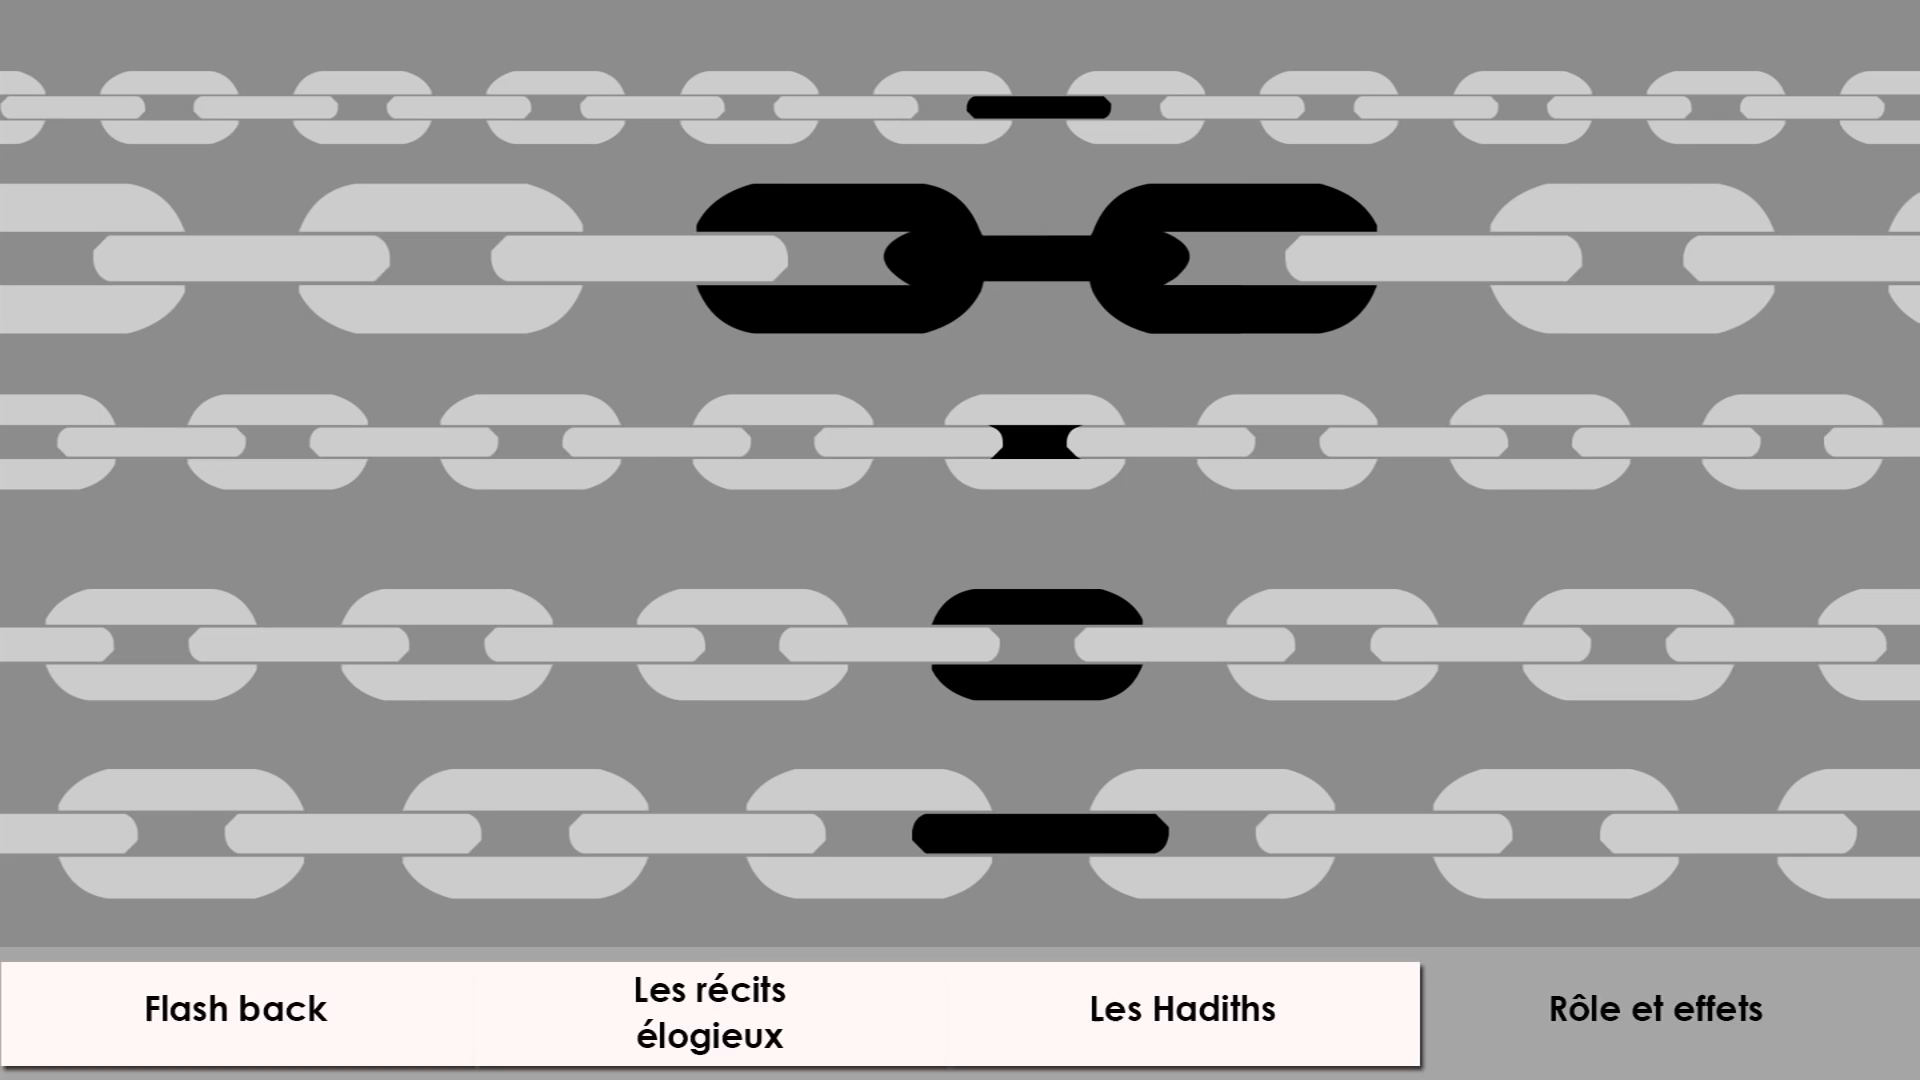 Flash back
Les récits
élogieux
Les Hadiths
Rôle et effets